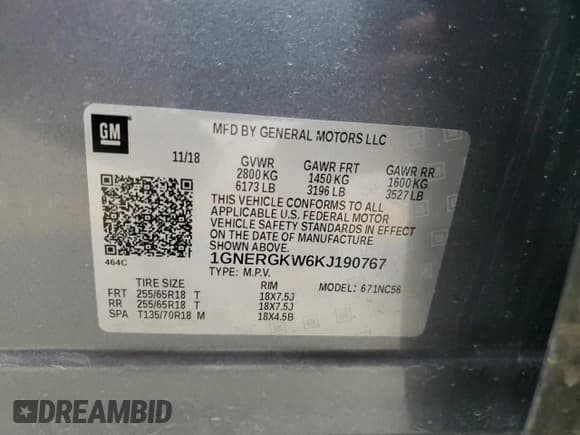 GM
MFD BY GENERAL MOTORS LLC
11/18
GVWR GAWR FRT GAWR RR
2800 KG 1450 KG 1600 KG
6173 LB 3196 LB 3527 LB
THIS VEHICLE CONFORMS TO ALL
APPLICABLE U.S. FEDERAL MOTOR
VEHICLE SAFETY STANDARDS IN EFFECT
ON THE DATE OF MANUFACTURE
SHOWN ABOVE.
464C
1GNERGKW6KJ190767
TYPE: M.P.V. MODEL: 671NC56
TIRE SIZE RIM
FRT 255/65R18 T 18X7.5J
RR 255/65R18 T 18X7.5J
SPA T135/70R18 M 18X4.5B
DREAMBID